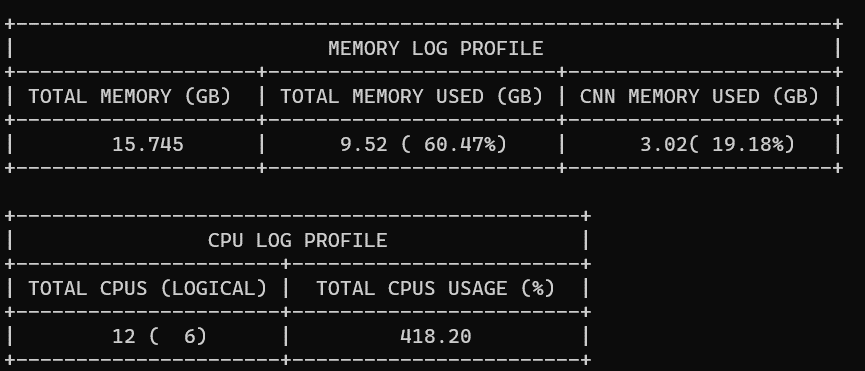 MEMORY LOG PROFILE
TOTAL MEMORY (GB) | TOTAL MEMORY USED (GB) | CNN MEMORY USED (GB)
15.745 | 9.52 ( 60.47%) | 3.02( 19.18%)
CPU LOG PROFILE
TOTAL CPUS (LOGICAL) | TOTAL CPUS USAGE (%)
12 (  6) | 418.20